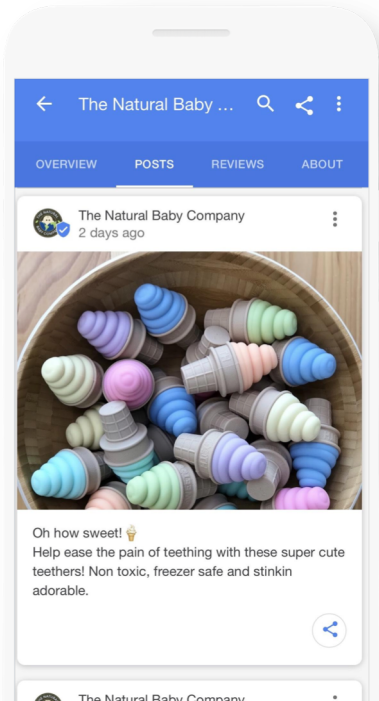 The Natural Baby ...
OVERVIEW POSTS REVIEWS ABOUT
The Natural Baby Company
2 days ago
Oh how sweet!🍦
Help ease the pain of teething with these super cute
teethers! Non toxic, freezer safe and stinkin
adorable.
The Natural Baby Company